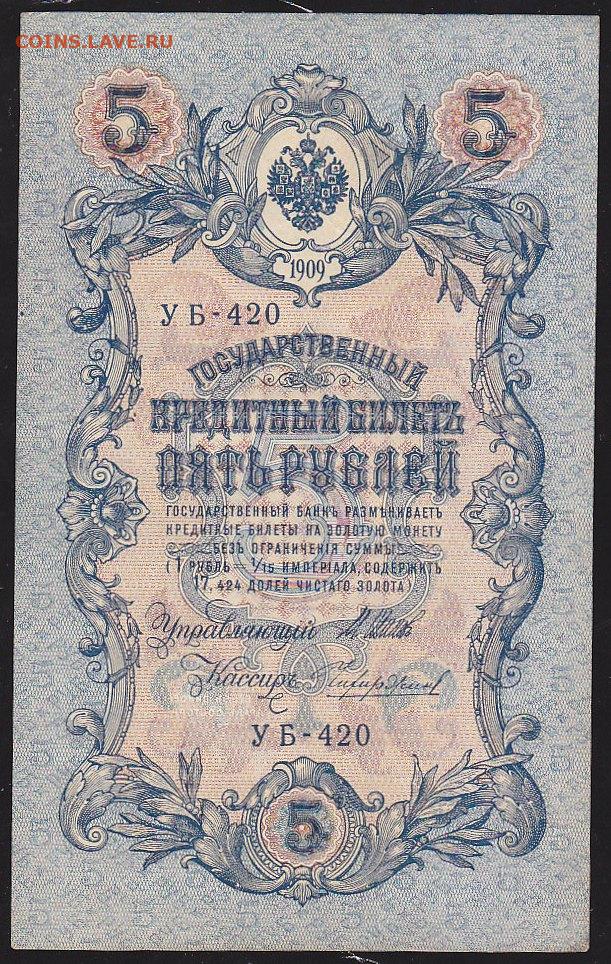 COINS.LAVE.RU
5 5
1909
УБ-420
ГОСУДАРСТВЕННЫЙ
КРЕДИТНЫЙ БИЛЕТЪ
ПЯТЬ РУБЛЕЙ
ГОСУДАРСТВЕННЫЙ БАНКЪ РАЗМѢНИВАЕТЪ
КРЕДИТНЫЕ БИЛЕТЫ НА ЗОЛОТУЮ МОНЕТУ
БЕЗЪ ОГРАНИЧЕНІЯ СУММЫ
(1 РУБЛЬ = 1/15 ИМПЕРІАЛА, СОДЕРЖИТЪ
17,424 ДОЛЕЙ ЧИСТАГО ЗОЛОТА)
Управляющій
Кассиръ
УБ-420
5